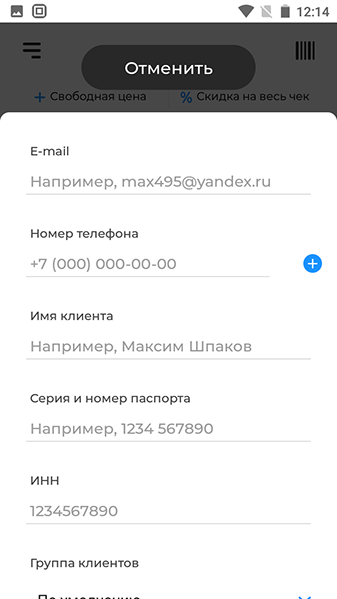 12:14
Отменить
+ Свободная цена
% Скидка на весь чек
E-mail
Например, max495@yandex.ru
Номер телефона
+7 (000) 000-00-00
Имя клиента
Например, Максим Шпаков
Серия и номер паспорта
Например, 1234 567890
ИНН
1234567890
Группа клиентов
По умолчанию